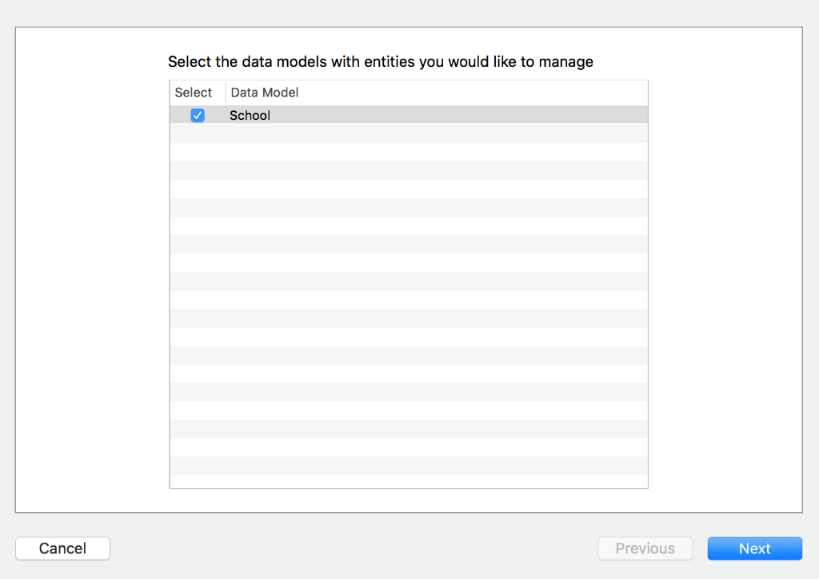 Select the data models with entities you would like to manage
Select Data Model
School
Cancel Previous Next